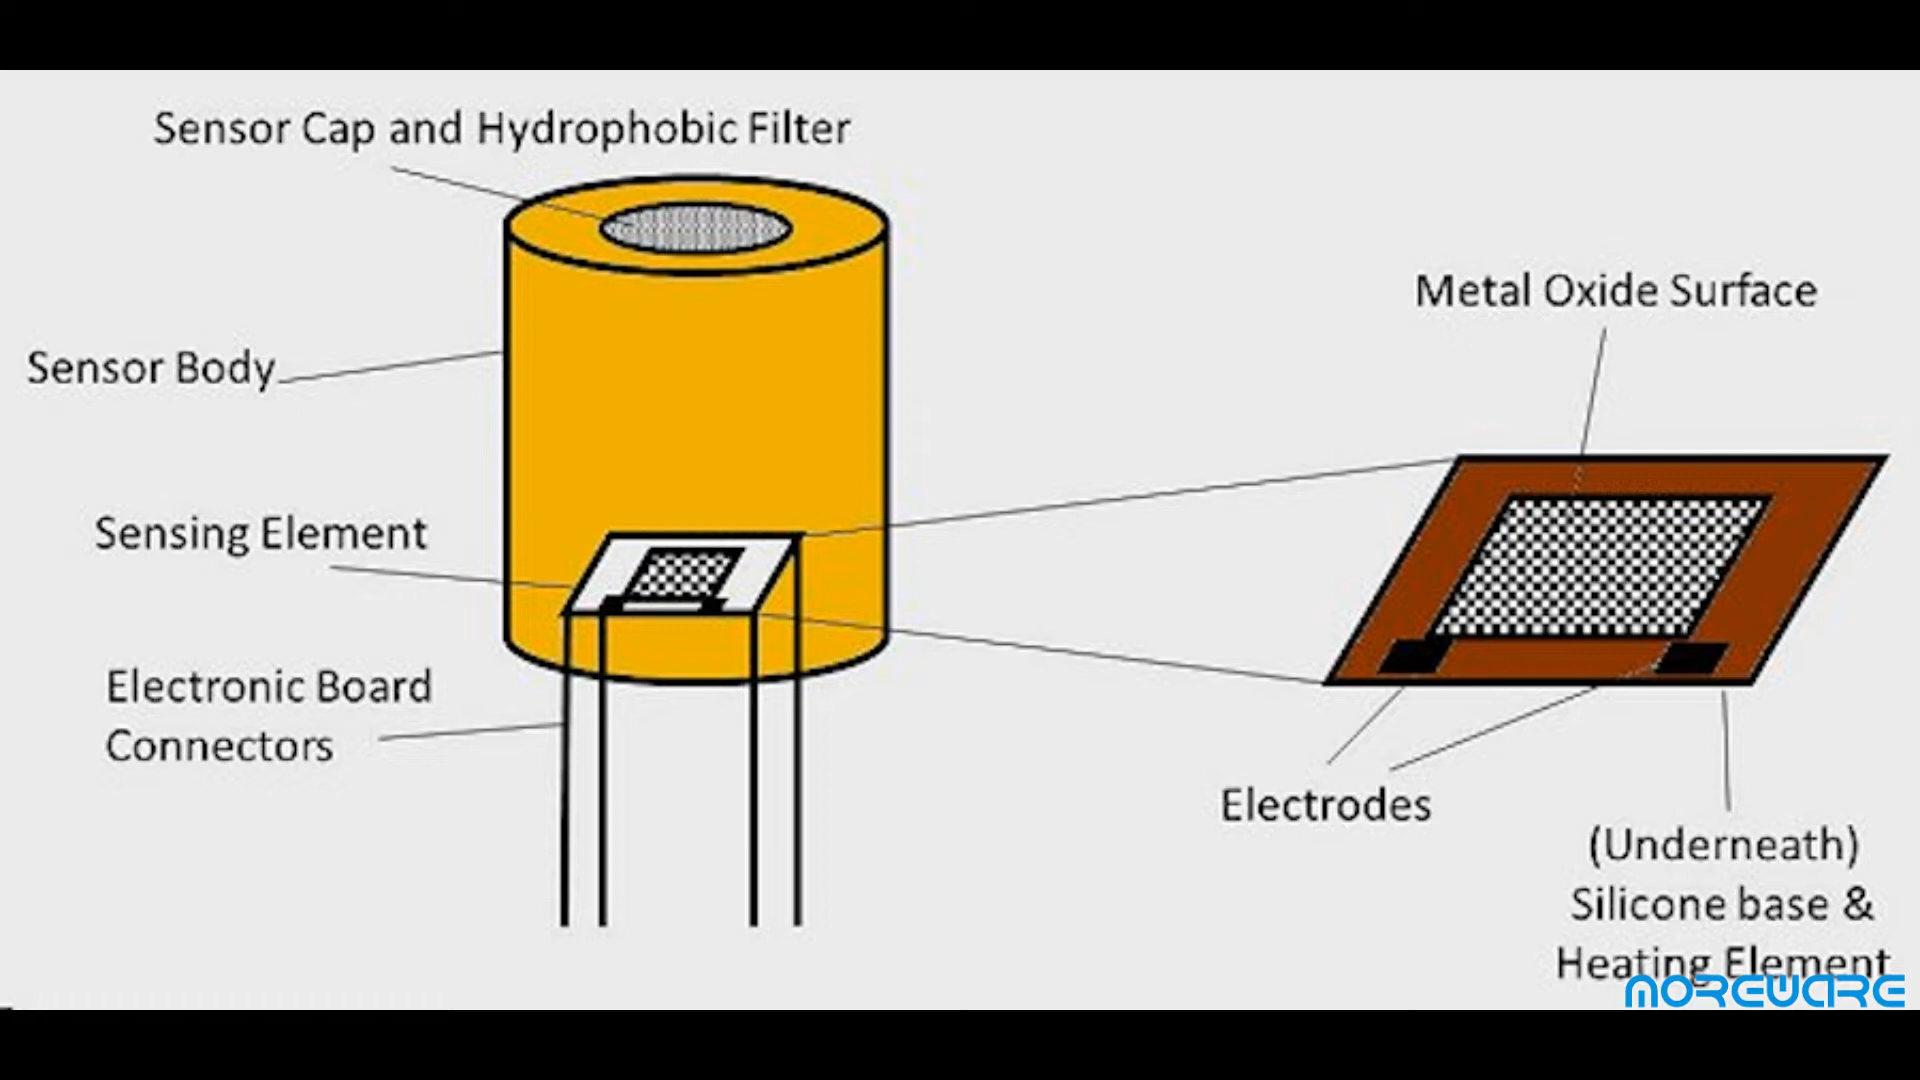 Sensor Cap and Hydrophobic Filter
Metal Oxide Surface
Sensor Body
Sensing Element
Electronic Board
Connectors
Electrodes
(Underneath)
Silicone base &
Heating Element
MOREWARE